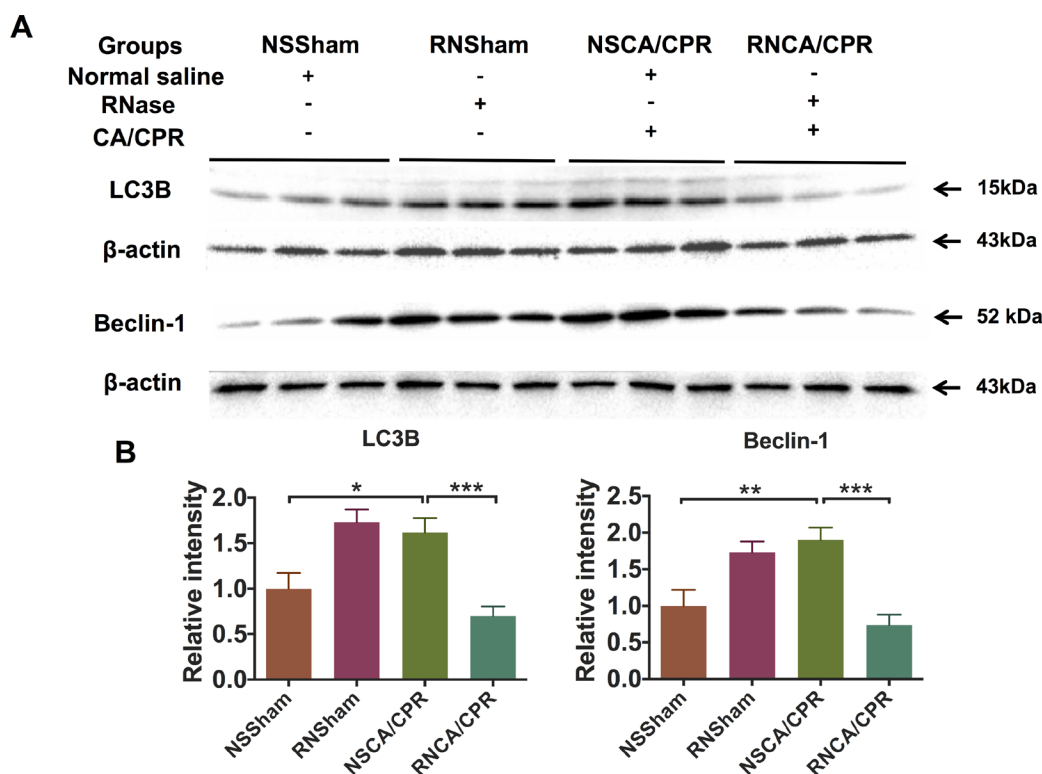 A
Groups NSSham RNSham NSCA/CPR RNCA/CPR
Normal saline + - + -
RNase - + - +
CA/CPR - - + +
LC3B 15kDa
β-actin 43kDa
Beclin-1 52 kDa
β-actin 43kDa
B
LC3B Beclin-1
Relative intensity
2.0
1.5
1.0
0.5
0.0
* ***
NSSham
RNSham
NSCA/CPR
RNCA/CPR
Relative intensity
2.5
2.0
1.5
1.0
0.5
0.0
** ***
NSSham
RNSham
NSCA/CPR
RNCA/CPR